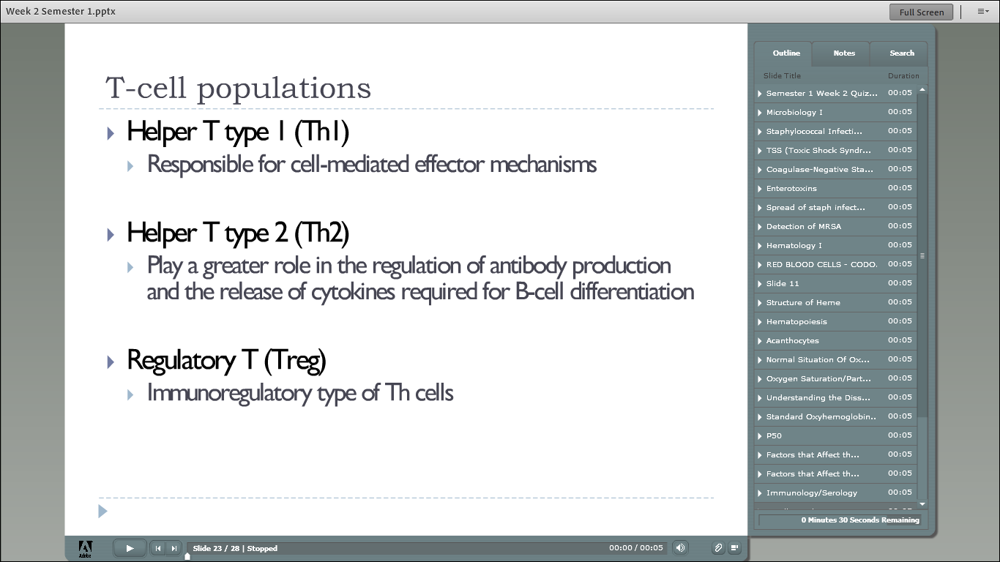 Week 2 Semester 1.pptx
Full Screen
T-cell populations
Helper T type 1 (Th1)
Responsible for cell-mediated effector mechanisms
Helper T type 2 (Th2)
Play a greater role in the regulation of antibody production
and the release of cytokines required for B-cell differentiation
Regulatory T (Treg)
Immunoregulatory type of Th cells
Outline Notes Search
Slide Title Duration
Semester 1 Week 2 Quiz... 00:05
Microbiology I 00:05
Staphylococcal Infecti... 00:05
TSS (Toxic Shock Syndr... 00:05
Coagulase-Negative Sta... 00:05
Enterotoxins 00:05
Spread of staph infect... 00:05
Detection of MRSA 00:05
Hematology I 00:05
RED BLOOD CELLS - CODO. 00:05
Slide 11 00:05
Structure of Heme 00:05
Hematopoiesis 00:05
Acanthocytes 00:05
Normal Situation Of Ox... 00:05
Oxygen Saturation/Part... 00:05
Understanding the Diss... 00:05
Standard Oxyhemoglobin.. 00:05
P50 00:05
Factors that Affect th... 00:05
Factors that Affect th... 00:05
Immunology/Serology 00:05
0 Minutes 30 Seconds Remaining
Adobe
Slide 23 / 28 | Stopped
00:00 / 00:05